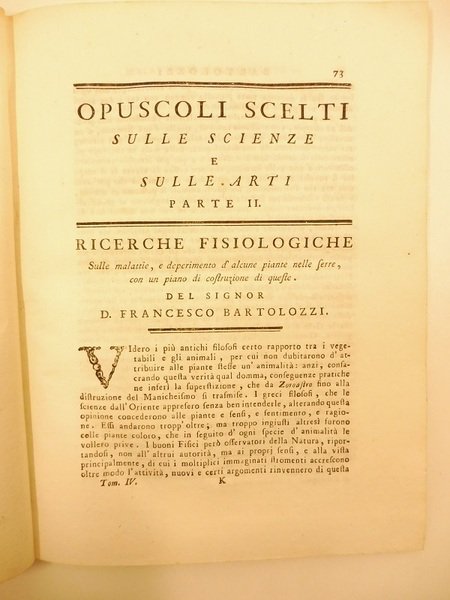 73
OPUSCOLI SCELTI
SULLE SCIENZE
E
SULLE ARTI
PARTE II.
RICERCHE FISIOLOGICHE
Sulle malattie, e deperimento d'alcune piante nelle serre,
con un piano di costruzione di queste.
DEL SIGNOR
D. FRANCESCO BARTOLOZZI.
VIdero i più antichi filosofi certo rapporto tra i vege-
tabili e gli animali, per cui non dubitarono d'at-
tribuire alle piante stesse un'animalità: anzi, consa-
crando questa verità qual domma, conseguenze pratiche
ne inferì la superstizione, che da Zoroastro fino alla
distruzione del Manicheismo si trasmise. I greci filosofi, che le
scienze dall'Oriente appresero senza ben intenderle, alterando questa
opinione concederono alle piante e sensi, e sentimento, e ragio-
ne. Essi andarono tropp'oltre; ma troppo ingiusti altresì furono
colle piante coloro, che in seguito d'ogni specie d'animalità le
vollero prive. I buoni Fisici però osservatori della Natura, ripor-
tandosi, non all'altrui autorità, ma ai proprj sensi, e alla vista
principalmente, di cui i moltiplici immaginati stromenti accrescono
oltre modo l'attività, nuovi e certi argomenti rinvennero di questa
Tom. IV. K